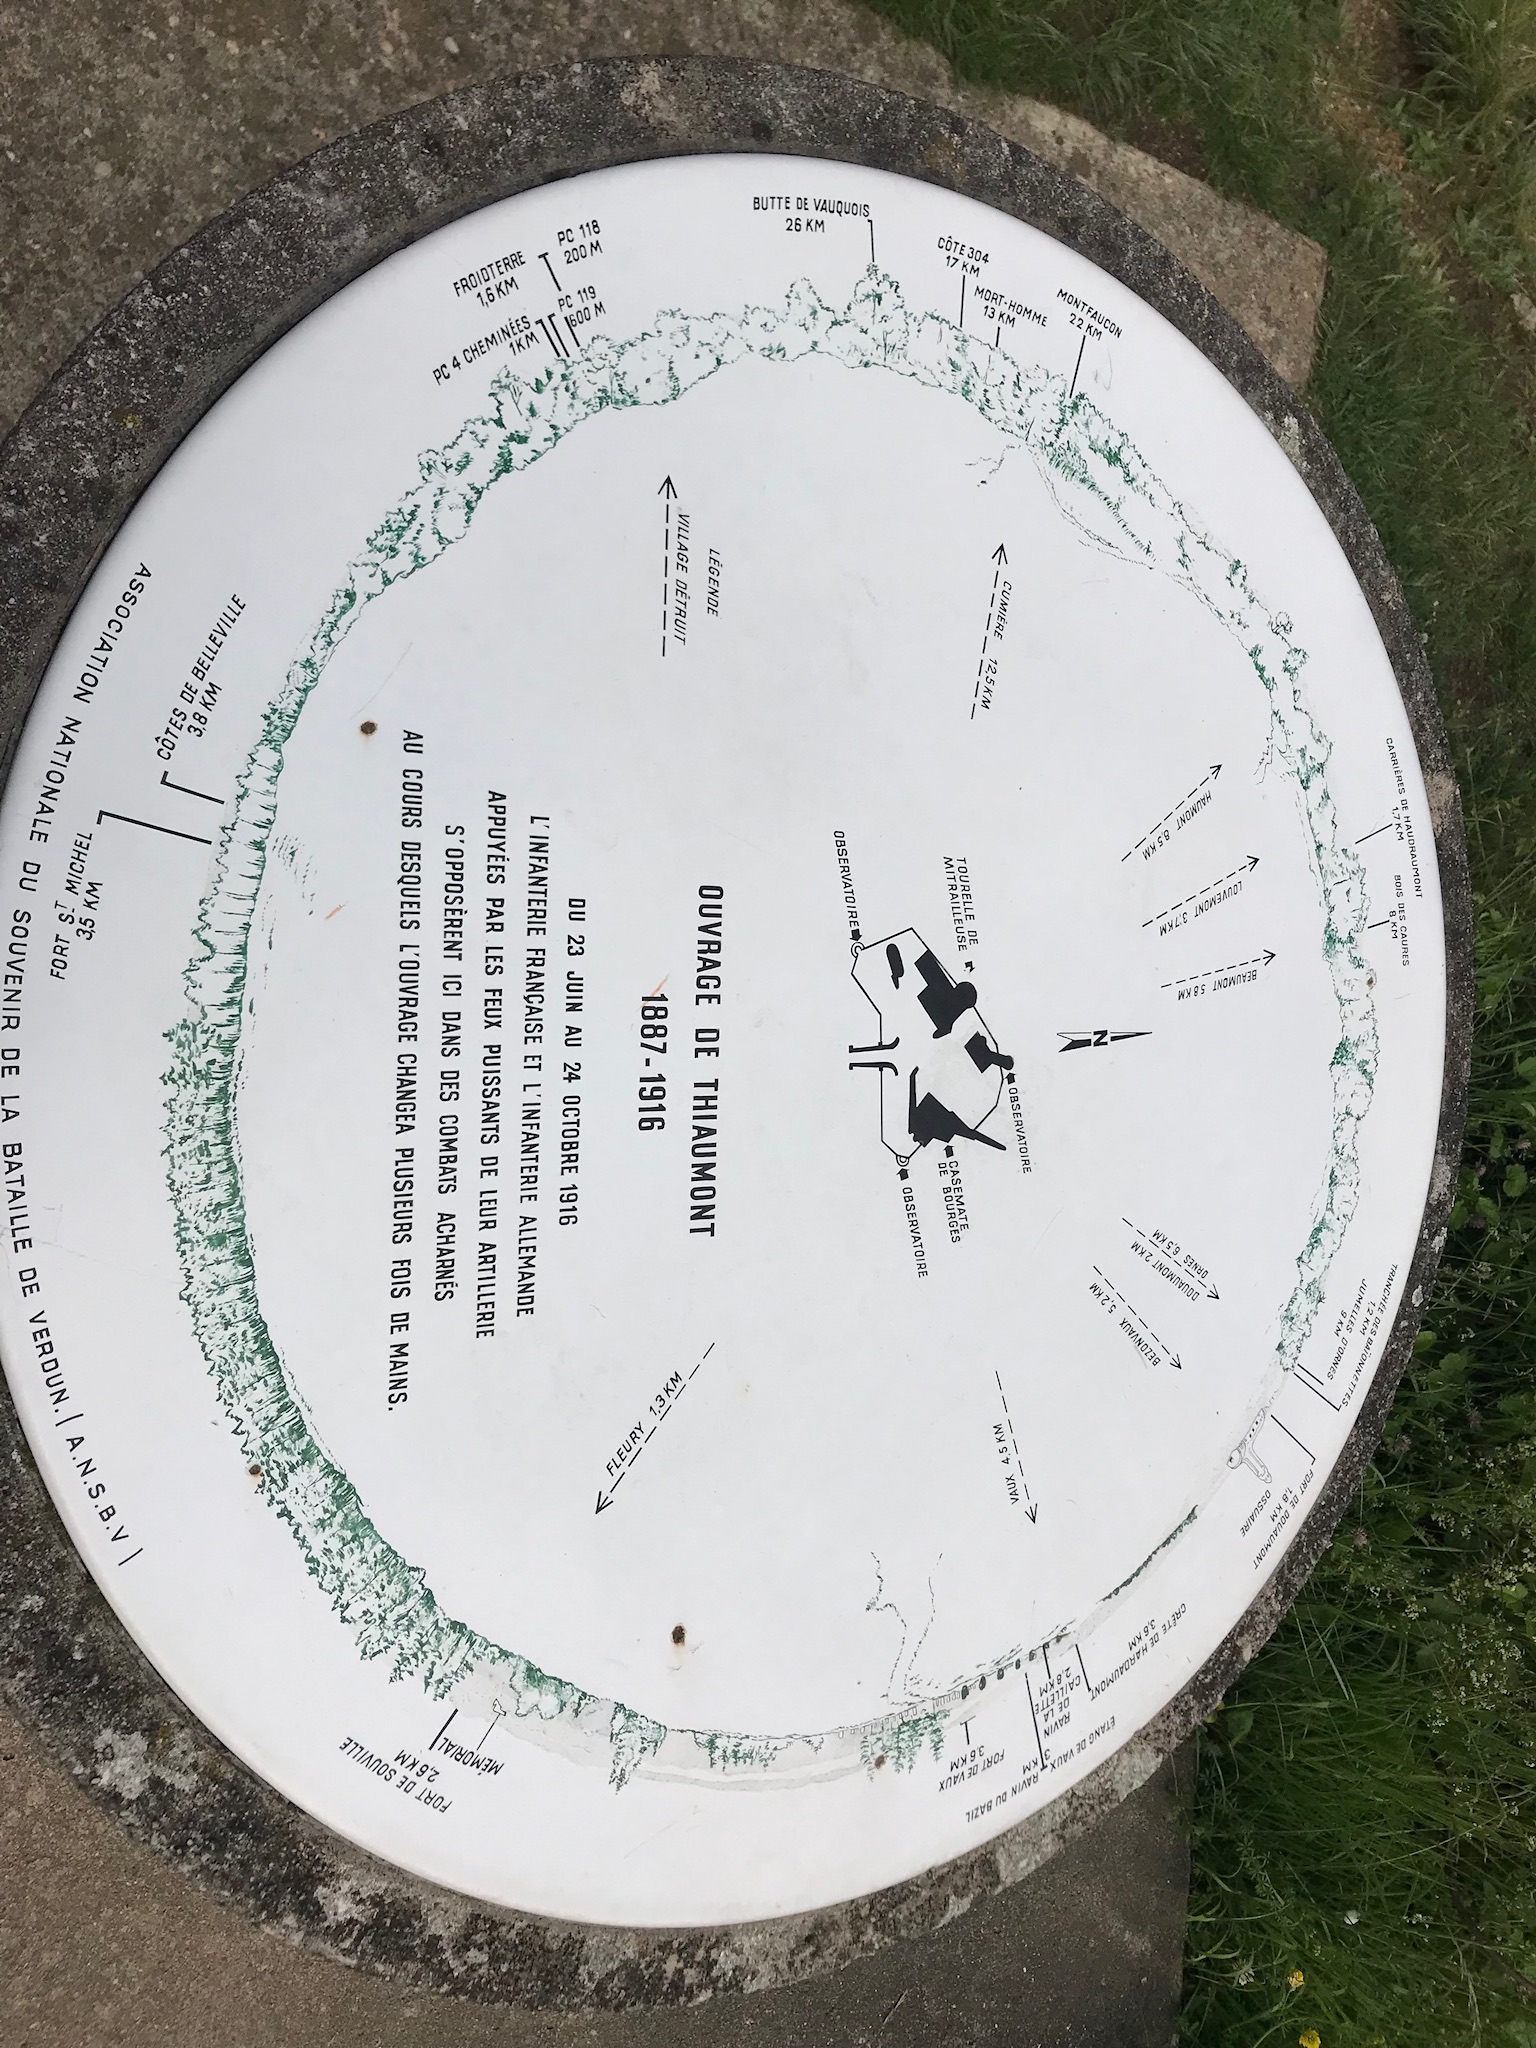 BUTTE DE VAUQUOIS
26 KM
CÔTE 304
17 KM
MORT-HOMME
13 KM
MONTFAUCON
22 KM
PC 118
200 M
FROIDTERRE
1,6 KM
PC 119
600 M
PC 4 CHEMINÉES
1 KM
CÔTES DE BELLEVILLE
3,8 KM
FORT ST MICHEL
3,5 KM
CARRIÈRES DE HAUDRAUMONT
1,7 KM
BOIS DES CAURES
8 KM
TRANCHÉE DES BAÏONNETTES
1,2 KM
JUMELLES D'ORNES
9 KM
FORT DE DOUAUMONT
1,8 KM
OSSUAIRE
CRÊTE DE HARDAUMONT
3,6 KM
RAVIN
DE LA
CAILLETTE
2,8 KM
ÉTANG DE VAUX 3 KM
RAVIN DU BAZIL
FORT DE VAUX
3,6 KM
MÉMORIAL
FORT DE SOUVILLE
2,6 KM
CUMIÈRE 12,5 KM
HAUMONT 8,5 KM
LOUVEMONT 3,7 KM
BEAUMONT 5,8 KM
ORNES 6,5 KM
DOUAUMONT 2 KM
BEZONVAUX 5,2 KM
VAUX 4,5 KM
FLEURY 1,3 KM
LÉGENDE
VILLAGE DÉTRUIT
N
OBSERVATOIRE
TOURELLE DE
MITRAILLEUSE
OBSERVATOIRE
CASEMATE
DE BOURGES
OBSERVATOIRE
OUVRAGE DE THIAUMONT
1887-1916
DU 23 JUIN AU 24 OCTOBRE 1916
L'INFANTERIE FRANÇAISE ET L'INFANTERIE ALLEMANDE
APPUYÉES PAR LES FEUX PUISSANTS DE LEUR ARTILLERIE
S'OPPOSÈRENT ICI DANS DES COMBATS ACHARNÉS
AU COURS DESQUELS L'OUVRAGE CHANGEA PLUSIEURS FOIS DE MAINS.
ASSOCIATION NATIONALE DU SOUVENIR DE LA BATAILLE DE VERDUN. ( A.N.S.B.V )